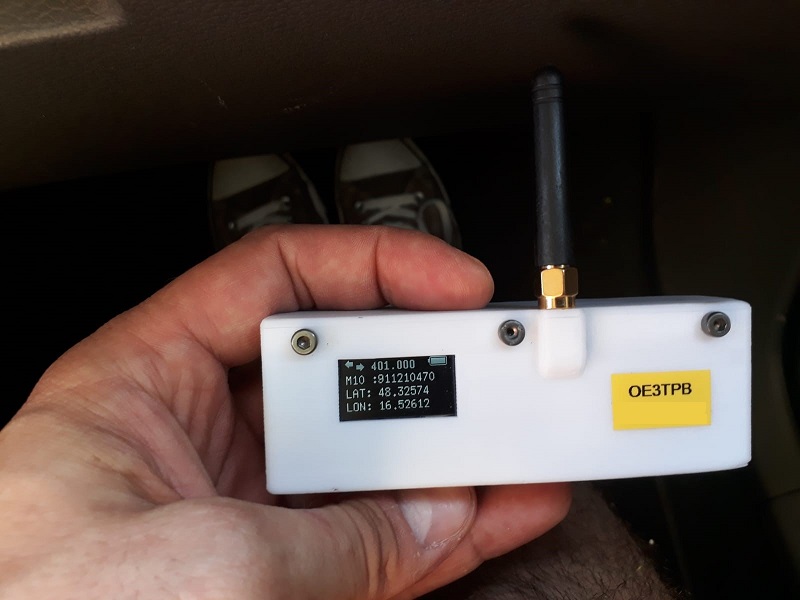 401.000
M10 :911210470
LAT: 48.32574
LON: 16.52612
OE3TPB